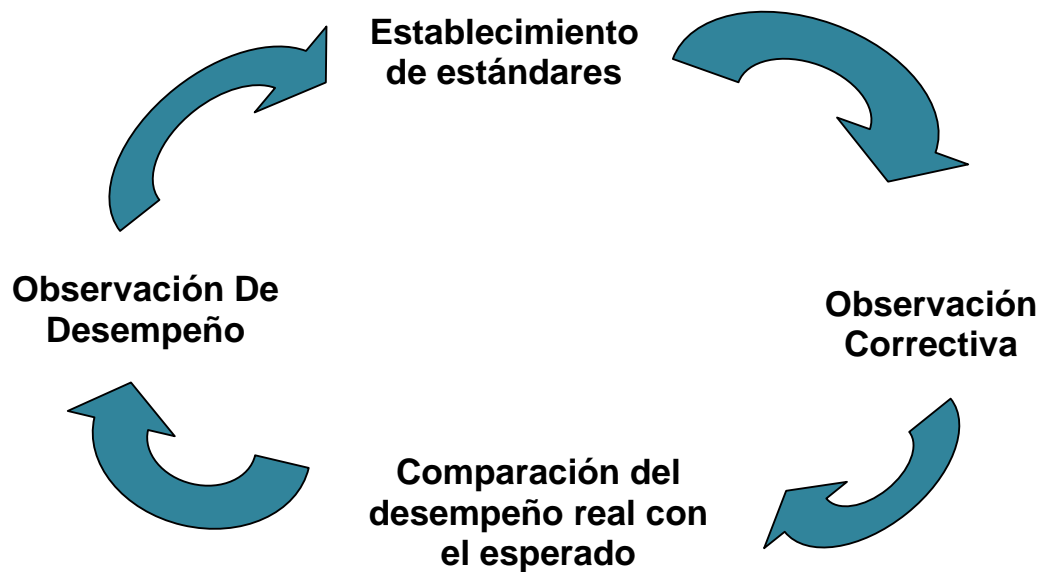 Establecimiento
de estándares
Observación De
Desempeño
Observación
Correctiva
Comparación del
desempeño real con
el esperado